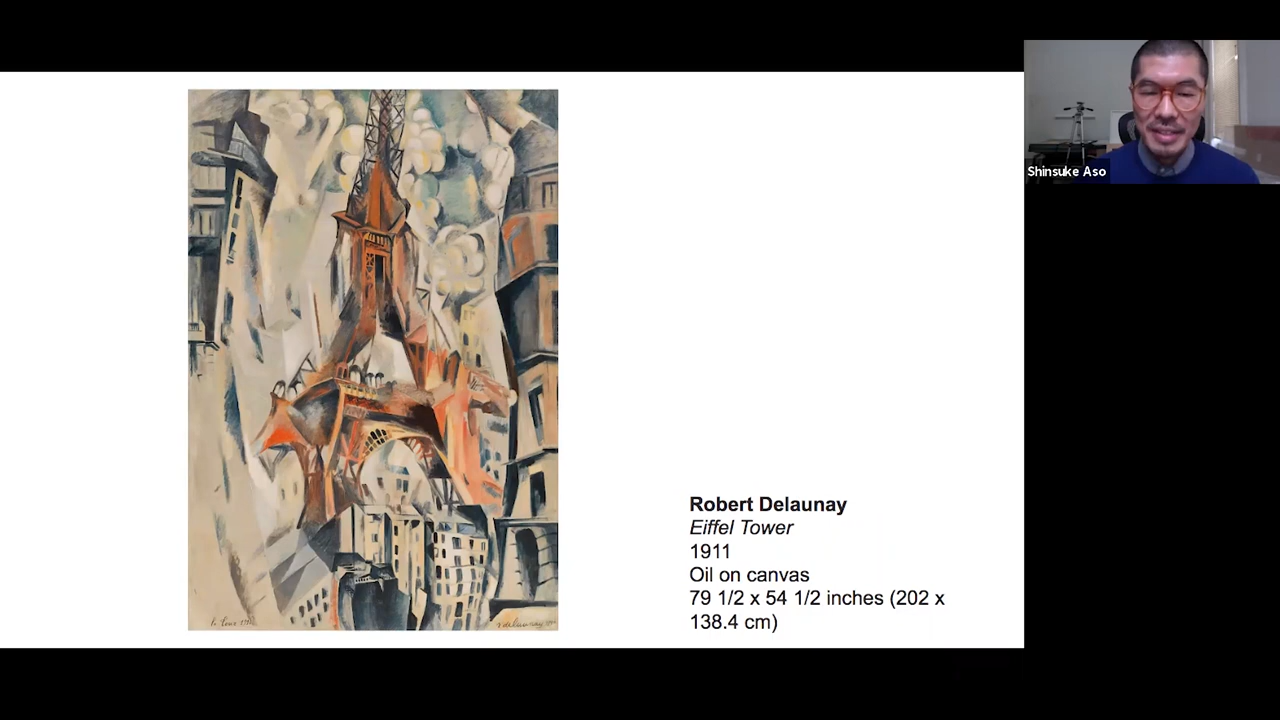 Shinsuke Aso
Robert Delaunay
Eiffel Tower
1911
Oil on canvas
79 1/2 x 54 1/2 inches (202 x
138.4 cm)